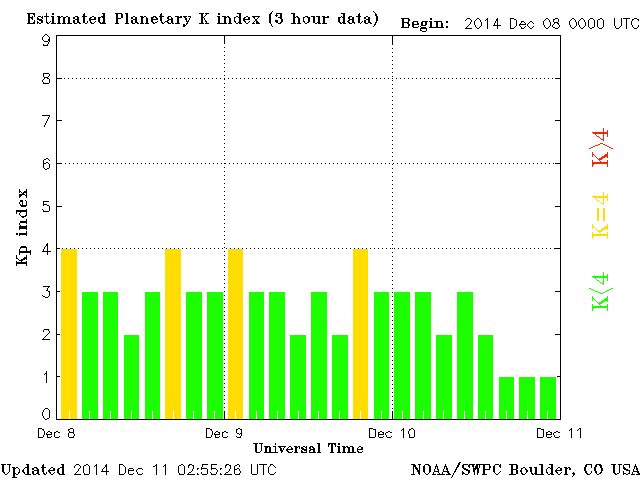 Estimated Planetary K index (3 hour data)
Begin: 2014 Dec 08 0000 UTC
9
8
7
6
5
4
3
2
1
0
Kp index
K>4
K=4
K<4
Dec 8
Dec 9
Dec 10
Dec 11
Universal Time
Updated 2014 Dec 11 02:55:26 UTC
NOAA/SWPC Boulder, CO USA